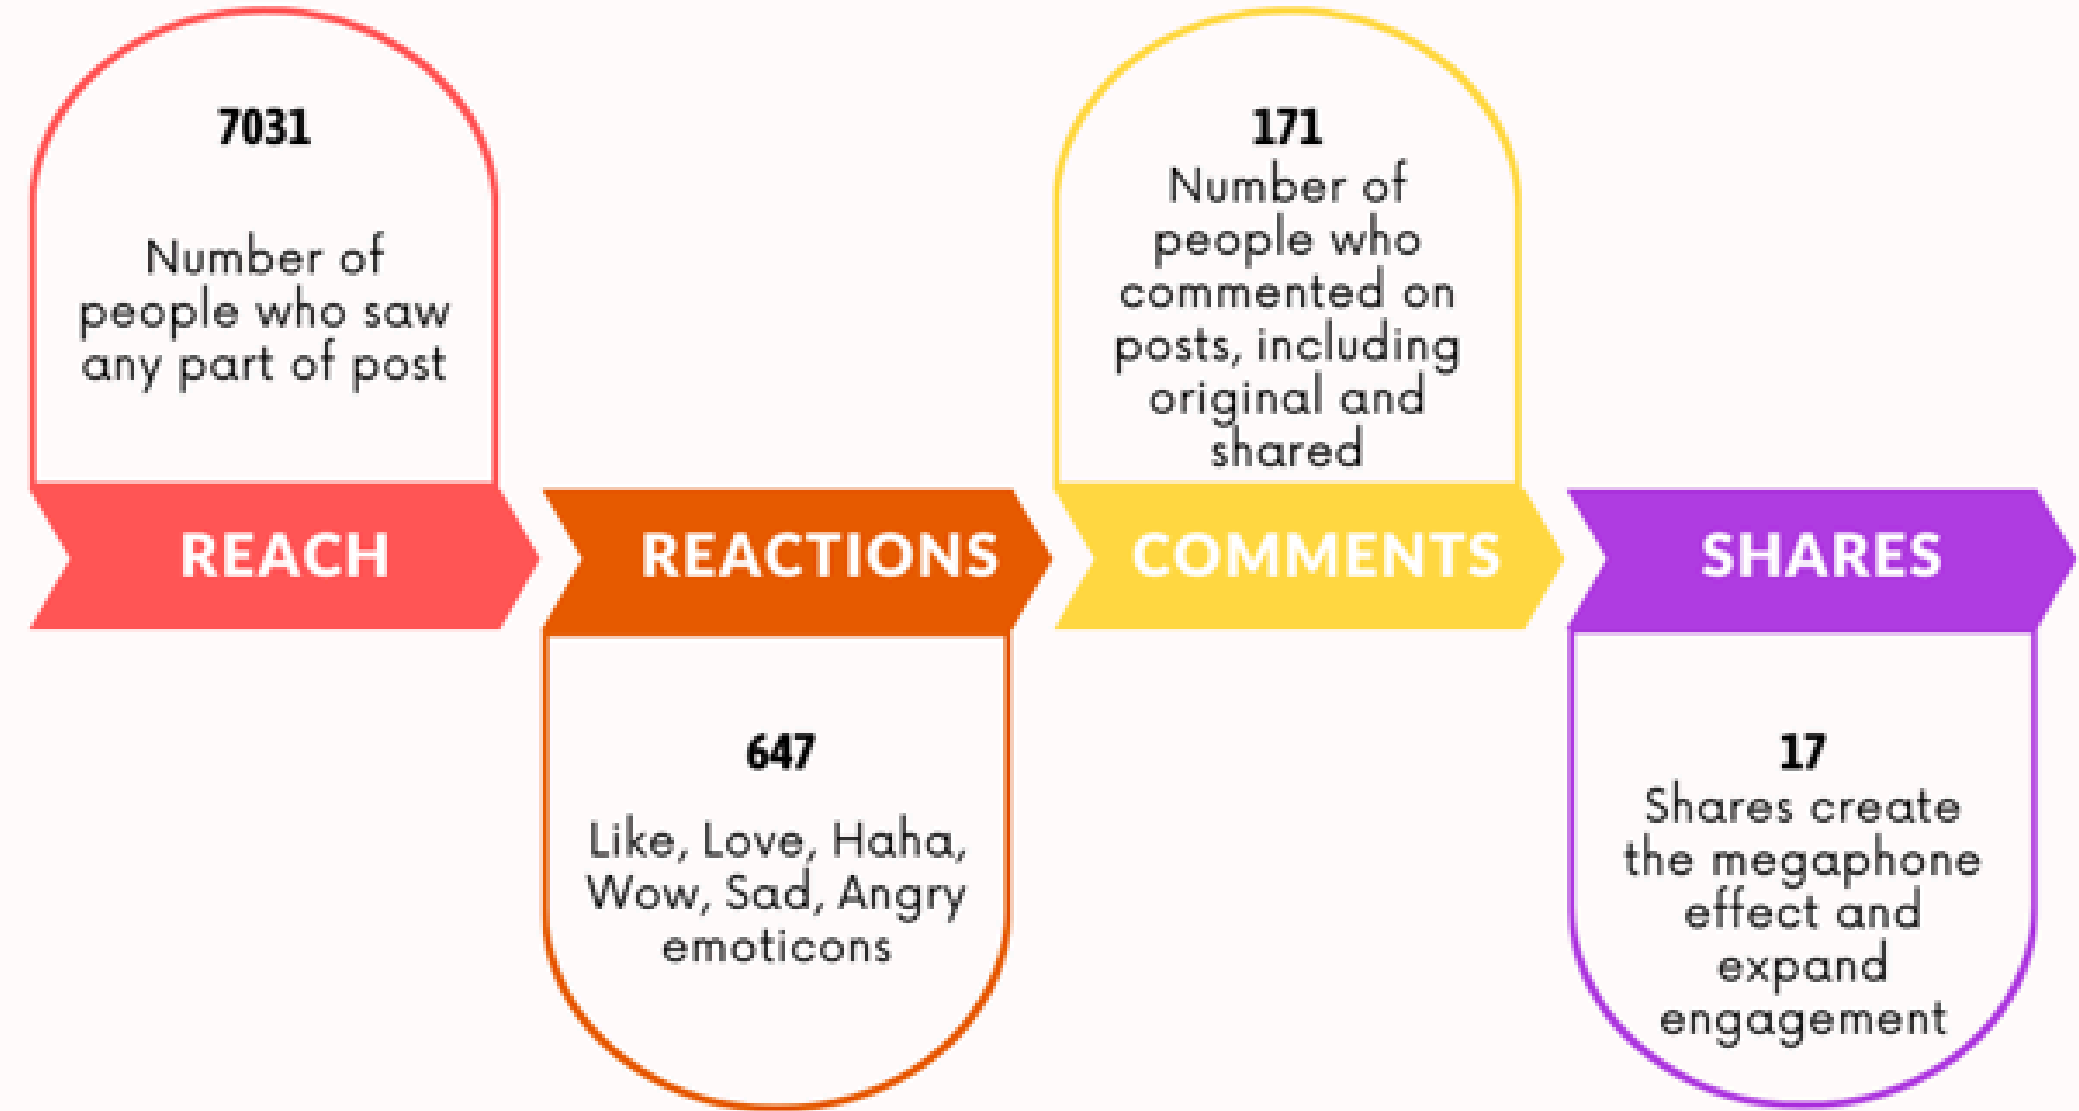 7031
Number of
people who saw
any part of post
REACH
REACTIONS
647
Like, Love, Haha,
Wow, Sad, Angry
emoticons
171
Number of
people who
commented on
posts, including
original and
shared
COMMENTS
SHARES
17
Shares create
the megaphone
effect and
expand
engagement